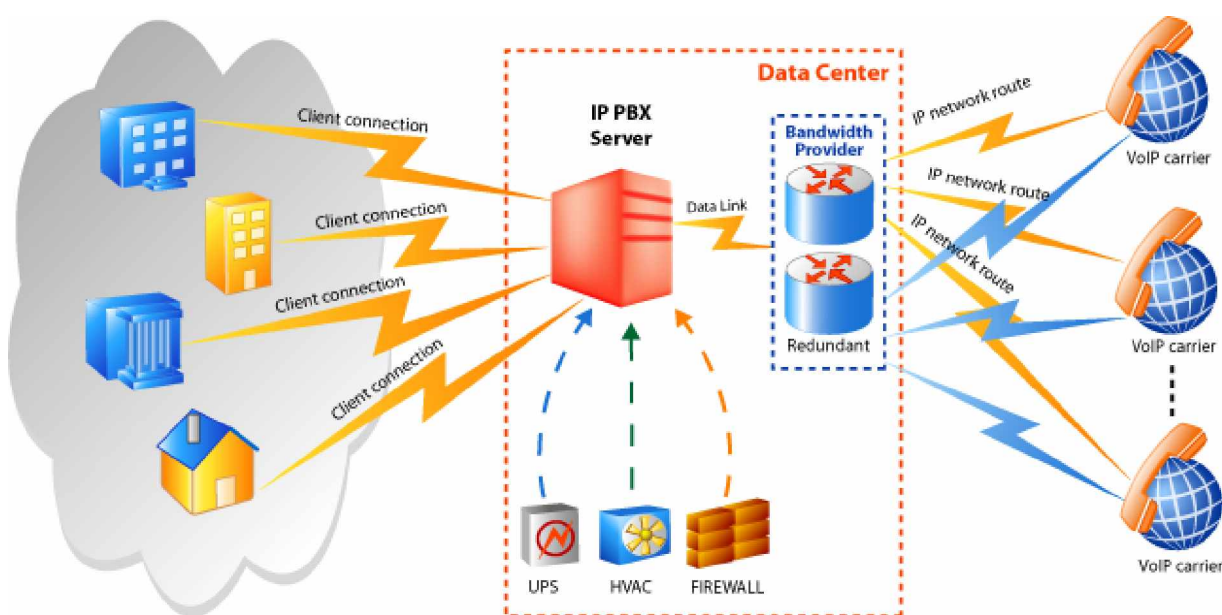 Data Center
IP PBX
Server
Client connection
Client connection
Client connection
Client connection
Data Link
Bandwidth
Provider
Redundant
IP network route
IP network route
IP network route
VoIP carrier
VoIP carrier
VoIP carrier
UPS
HVAC
FIREWALL